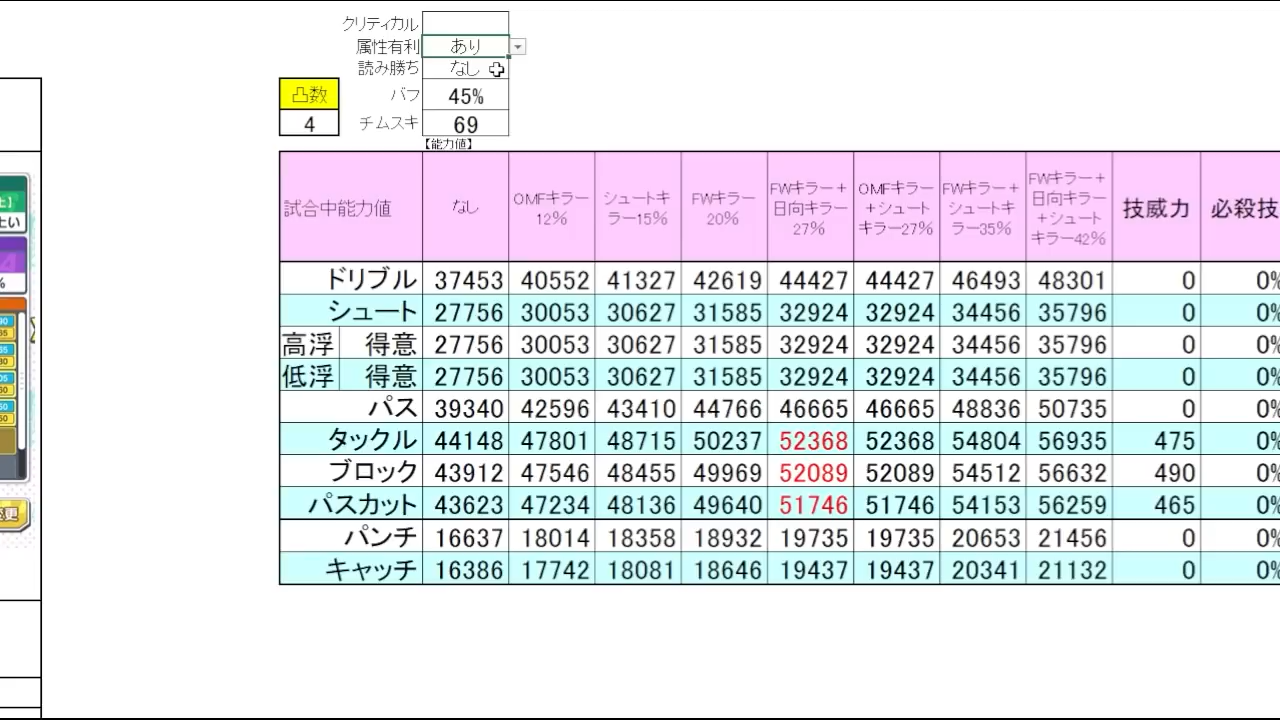 クリティカル
属性有利 あり
読み勝ち なし
凸数 バフ 45%
4 チムスキ 69
【能力値】
試合中能力値 なし OMFキラー12% シュートキラー15% FWキラー20% FWキラー+日向キラー27% OMFキラー+シュートキラー27% FWキラー+シュートキラー35% FWキラー+日向キラー+シュートキラー42% 技威力 必殺技
ドリブル 37453 40552 41327 42619 44427 44427 46493 48301 0 0%
シュート 27756 30053 30627 31585 32924 32924 34456 35796 0 0%
高浮 得意 27756 30053 30627 31585 32924 32924 34456 35796 0 0%
低浮 得意 27756 30053 30627 31585 32924 32924 34456 35796 0 0%
パス 39340 42596 43410 44766 46665 46665 48836 50735 0 0%
タックル 44148 47801 48715 50237 52368 52368 54804 56935 475 0%
ブロック 43912 47546 48455 49969 52089 52089 54512 56632 490 0%
パスカット 43623 47234 48136 49640 51746 51746 54153 56259 465 0%
パンチ 16637 18014 18358 18932 19735 19735 20653 21456 0 0%
キャッチ 16386 17742 18081 18646 19437 19437 20341 21132 0 0%